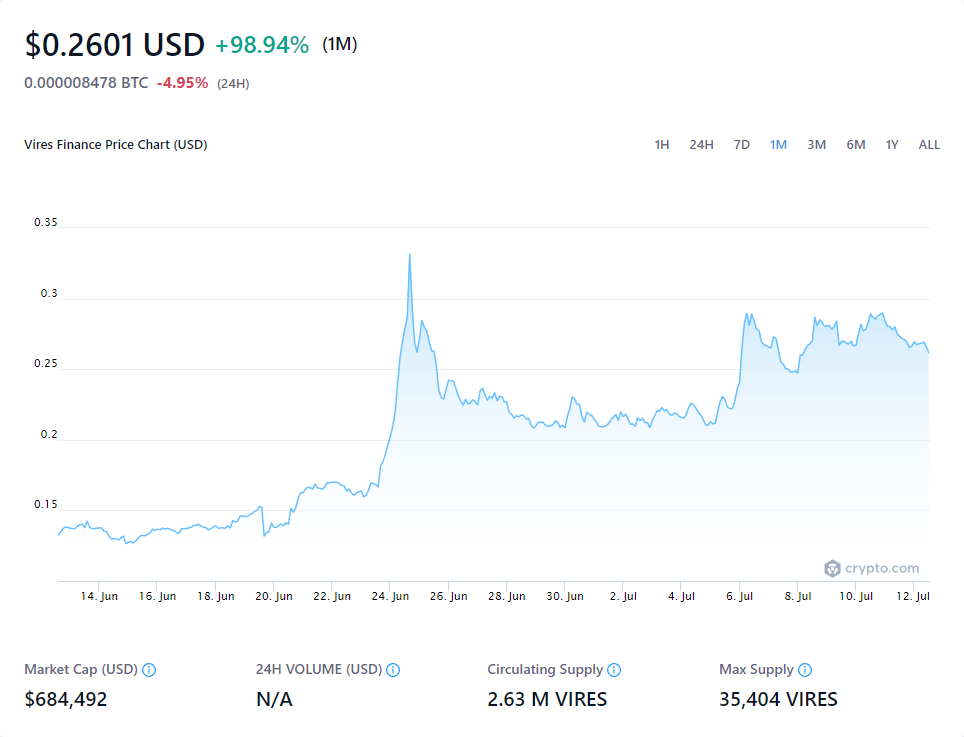 $0.2601 USD +98.94% (1M)
0.000008478 BTC -4.95% (24H)
Vires Finance Price Chart (USD) 1H 24H 7D 1M 3M 6M 1Y ALL
0.35
0.3
0.25
0.2
0.15
crypto.com
14. Jun 16. Jun 18. Jun 20. Jun 22. Jun 24. Jun 26. Jun 28. Jun 30. Jun 2. Jul 4. Jul 6. Jul 8. Jul 10. Jul 12. Jul
Market Cap (USD) 24H VOLUME (USD) Circulating Supply Max Supply
$684,492 N/A 2.63 M VIRES 35,404 VIRES